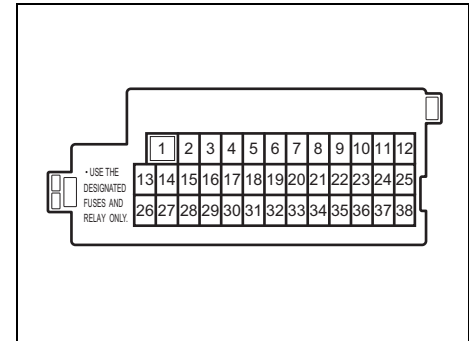 1 2 3 4 5 6 7 8 9 10 11 12
• USE THE
DESIGNATED
FUSES AND
RELAY ONLY.
13 14 15 16 17 18 19 20 21 22 23 24 25
26 27 28 29 30 31 32 33 34 35 36 37 38